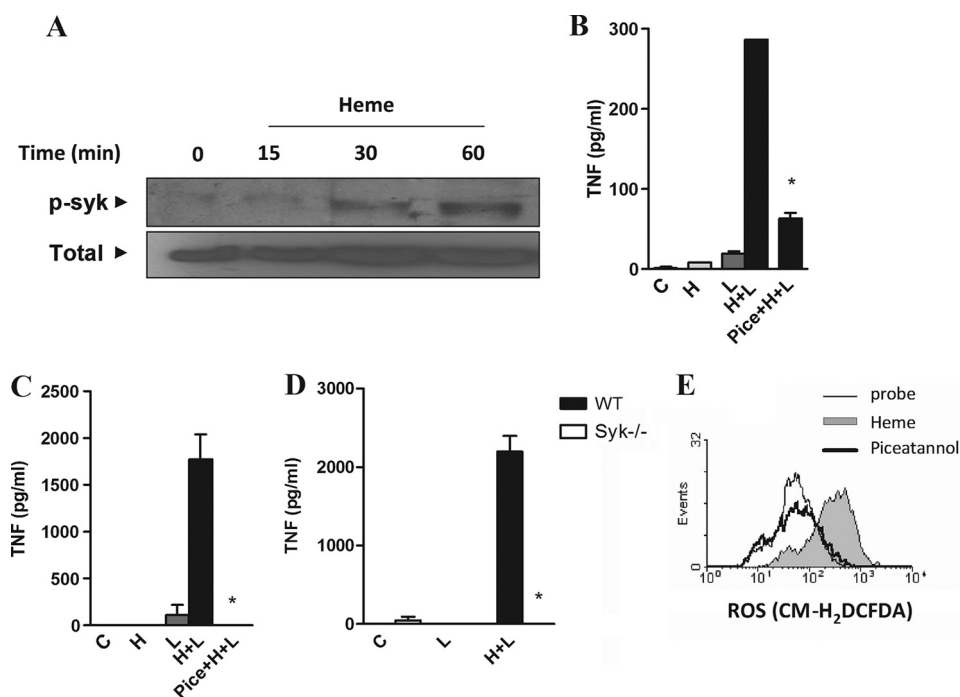 A
Heme
Time (min) 0 15 30 60
p-syk
Total
B
TNF (pg/ml)
300
200
100
0
*
C H L H+L Pice+H+L
C
TNF (pg/ml)
2500
2000
1500
1000
500
0
*
C H L H+L Pice+H+L
D
TNF (pg/ml)
3000
2000
1000
0
*
C L H+L
WT
Syk-/-
E
probe
Heme
Piceatannol
Events
32
0
10⁰ 10¹ 10² 10³ 10⁴
ROS (CM-H₂DCFDA)